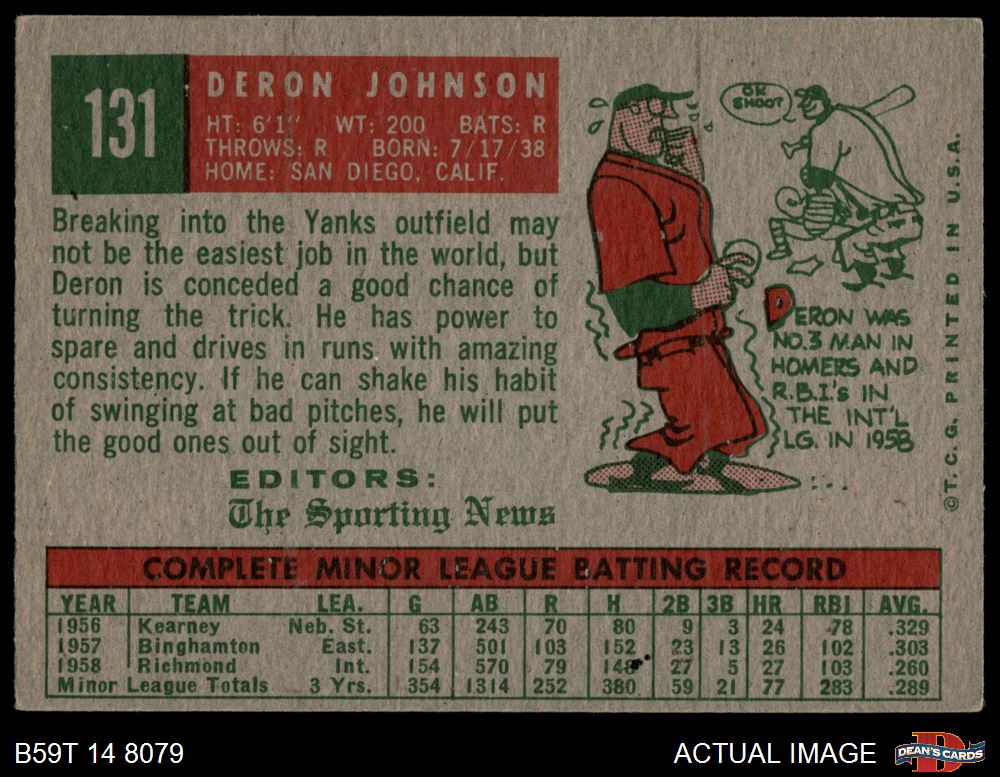 131
DERON JOHNSON
HT: 6'1" WT: 200 BATS: R
THROWS: R BORN: 7/17/38
HOME: SAN DIEGO, CALIF.
Breaking into the Yanks outfield may
not be the easiest job in the world, but
Deron is conceded a good chance of
turning the trick. He has power to
spare and drives in runs with amazing
consistency. If he can shake his habit
of swinging at bad pitches, he will put
the good ones out of sight.
EDITORS:
The Sporting News
OK
SHOOT
DERON WAS
NO.3 MAN IN
HOMERS AND
R.B.I.'s IN
THE INT'L
LG. IN 1958
©T. C. G. PRINTED IN U.S.A.
COMPLETE MINOR LEAGUE BATTING RECORD
YEAR TEAM LEA. G AB R H 2B 3B HR RBI AVG.
1956 Kearney Neb. St. 63 243 70 80 9 3 24 78 .329
1957 Binghamton East. 137 501 103 152 23 13 26 102 .303
1958 Richmond Int. 154 570 79 148 27 5 27 103 .260
Minor League Totals 3 Yrs. 354 1314 252 380 59 21 77 283 .289
B59T 14 8079
ACTUAL IMAGE
D
DEAN'S CARDS